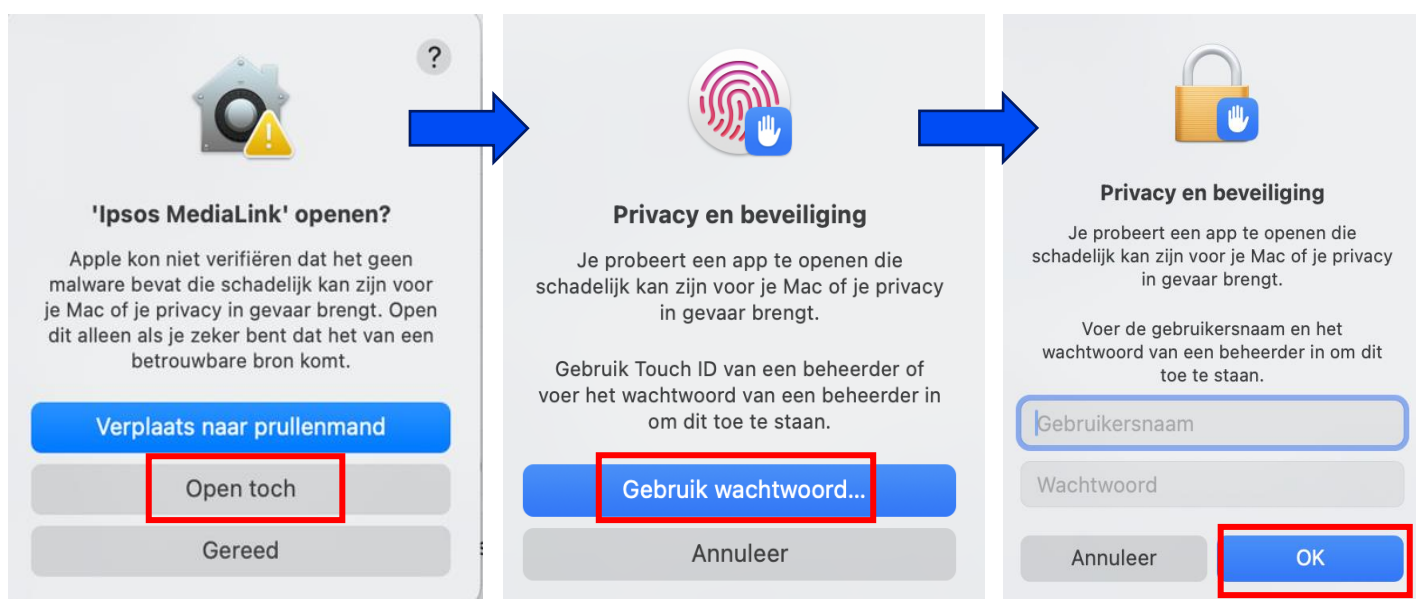 ?
'Ipsos MediaLink' openen?
Apple kon niet verifiëren dat het geen
malware bevat die schadelijk kan zijn voor
je Mac of je privacy in gevaar brengt. Open
dit alleen als je zeker bent dat het van een
betrouwbare bron komt.
Verplaats naar prullenmand
Open toch
Gereed
Privacy en beveiliging
Je probeert een app te openen die
schadelijk kan zijn voor je Mac of je privacy
in gevaar brengt.
Gebruik Touch ID van een beheerder of
voer het wachtwoord van een beheerder in
om dit toe te staan.
Gebruik wachtwoord...
Annuleer
Privacy en beveiliging
Je probeert een app te openen die
schadelijk kan zijn voor je Mac of je privacy
in gevaar brengt.
Voer de gebruikersnaam en het
wachtwoord van een beheerder in om dit
toe te staan.
Gebruikersnaam
Wachtwoord
Annuleer
OK